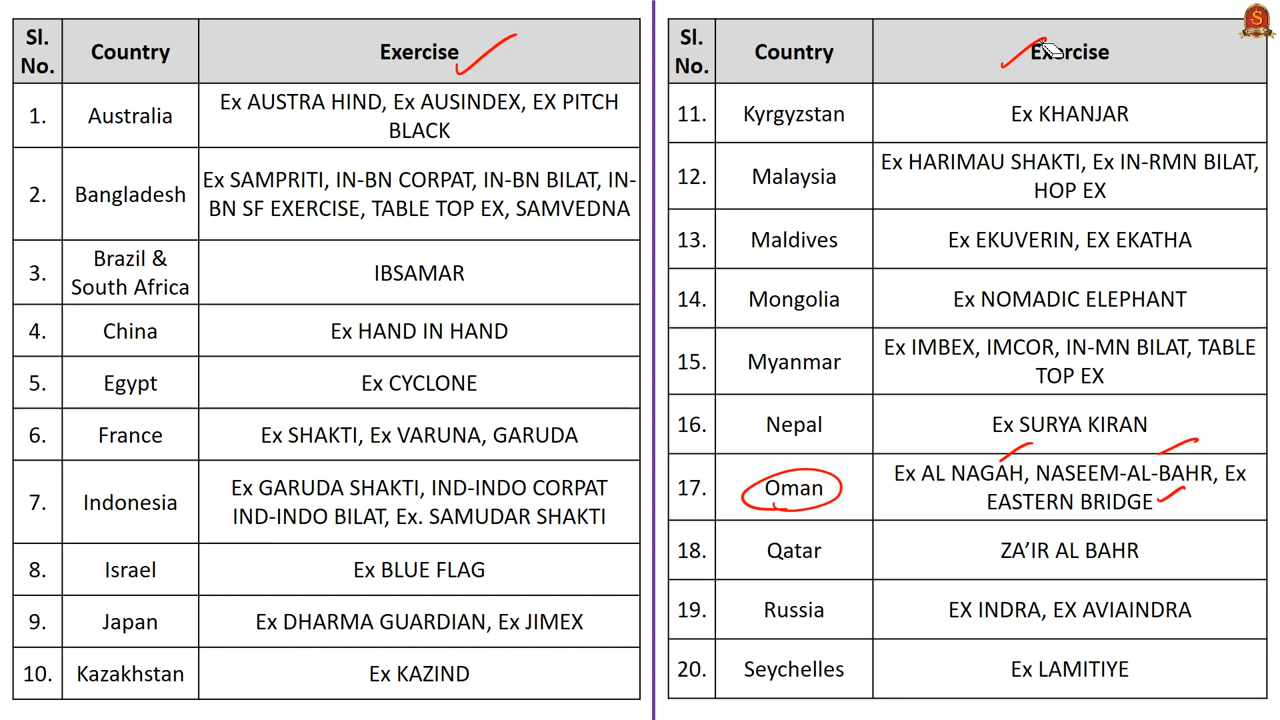 Sl. No. Country Exercise
1. Australia Ex AUSTRA HIND, Ex AUSINDEX, EX PITCH
BLACK
2. Bangladesh Ex SAMPRITI, IN-BN CORPAT, IN-BN BILAT, IN-
BN SF EXERCISE, TABLE TOP EX, SAMVEDNA
3. Brazil & South Africa IBSAMAR
4. China Ex HAND IN HAND
5. Egypt Ex CYCLONE
6. France Ex SHAKTI, Ex VARUNA, GARUDA
7. Indonesia Ex GARUDA SHAKTI, IND-INDO CORPAT
IND-INDO BILAT, Ex. SAMUDAR SHAKTI
8. Israel Ex BLUE FLAG
9. Japan Ex DHARMA GUARDIAN, Ex JIMEX
10. Kazakhstan Ex KAZIND
Sl. No. Country Exercise
11. Kyrgyzstan Ex KHANJAR
12. Malaysia Ex HARIMAU SHAKTI, Ex IN-RMN BILAT,
HOP EX
13. Maldives Ex EKUVERIN, EX EKATHA
14. Mongolia Ex NOMADIC ELEPHANT
15. Myanmar Ex IMBEX, IMCOR, IN-MN BILAT, TABLE
TOP EX
16. Nepal Ex SURYA KIRAN
17. Oman Ex AL NAGAH, NASEEM-AL-BAHR, Ex
EASTERN BRIDGE
18. Qatar ZA’IR AL BAHR
19. Russia EX INDRA, EX AVIAINDRA
20. Seychelles Ex LAMITIYE
S